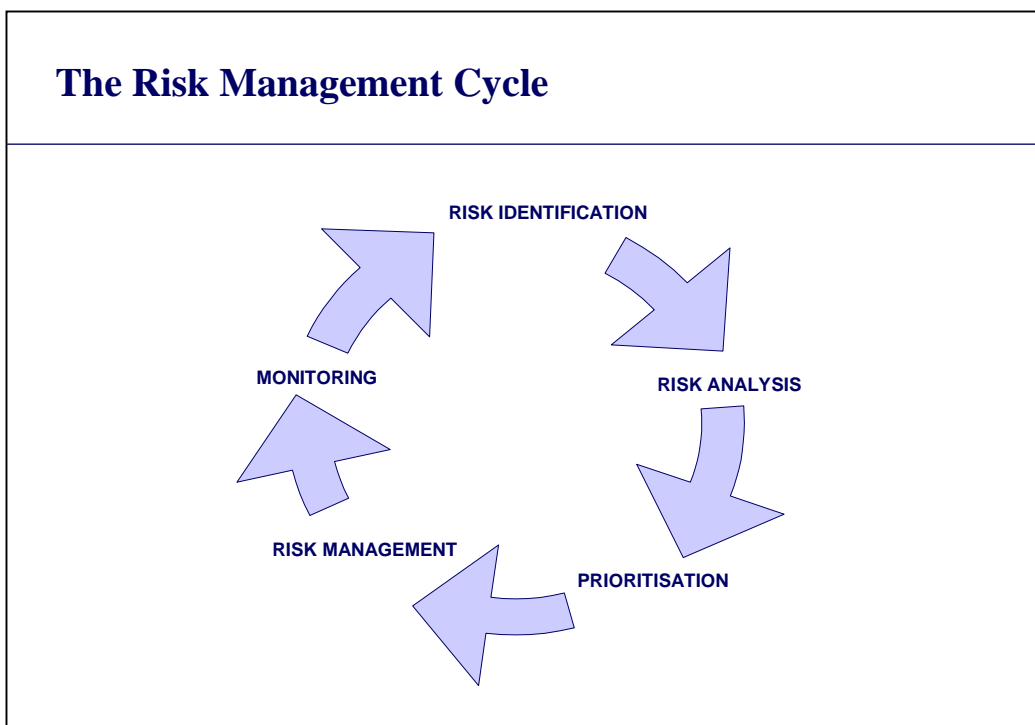 The Risk Management Cycle
RISK IDENTIFICATION
RISK ANALYSIS
PRIORITISATION
RISK MANAGEMENT
MONITORING